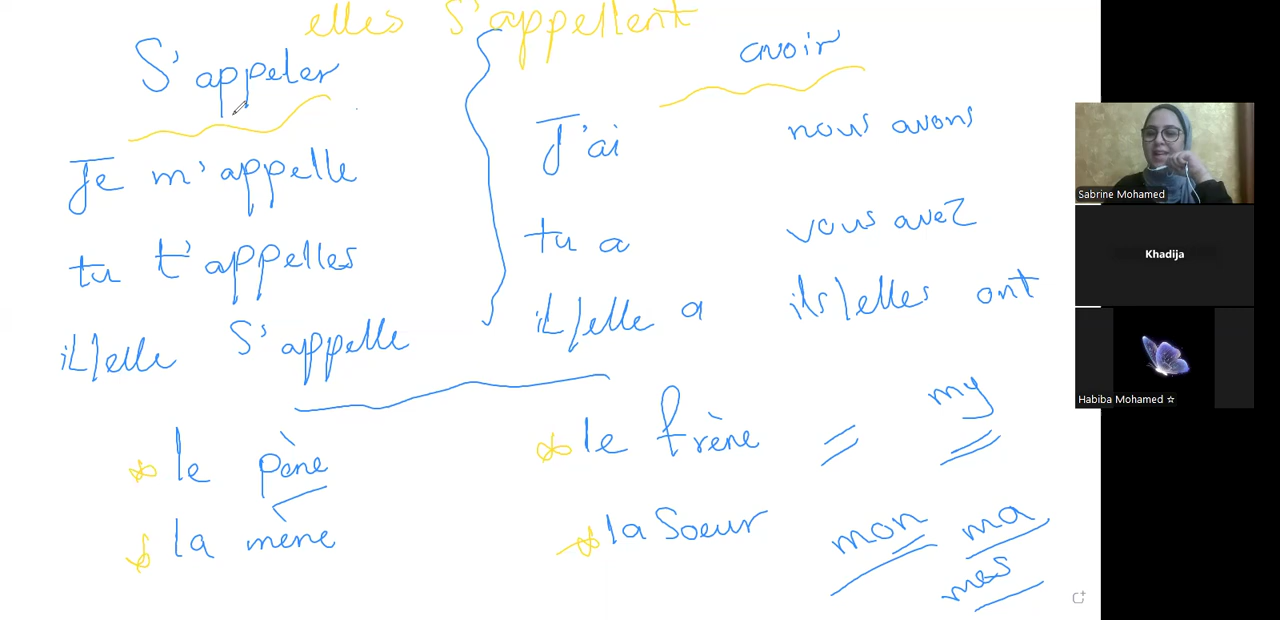 elles s'appellent
S'appeler
Je m'appelle
tu t'appelles
il/elle s'appelle
avoir
J'ai nous avons
tu a vous avez
il/elle a ils/elles ont
le père
la mère
le frère = my
la Soeur mon ma
mes
Sabrine Mohamed
Khadija
Habiba Mohamed ☆